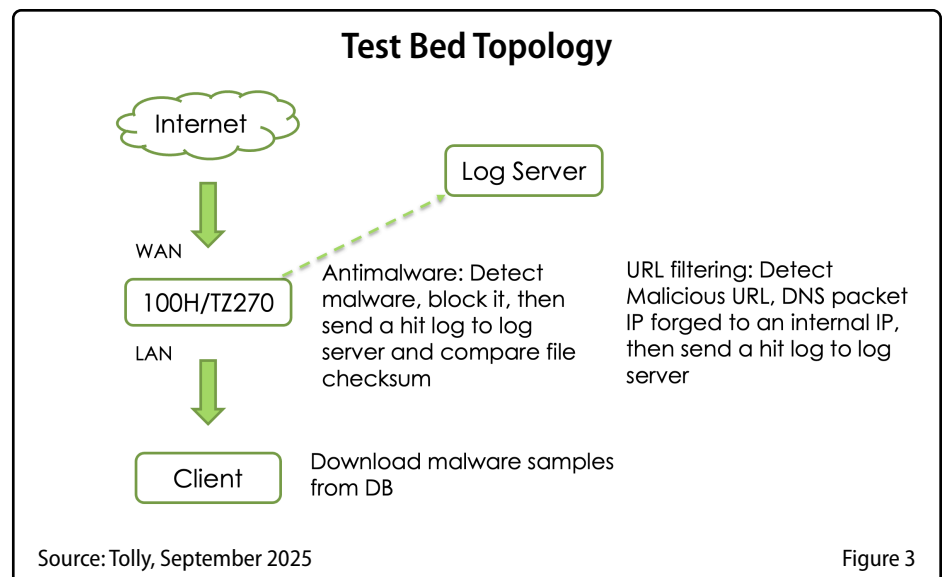 Test Bed Topology
Internet
Log Server
WAN
100H/TZ270
LAN
Antimalware: Detect
malware, block it, then
send a hit log to log
server and compare file
checksum
URL filtering: Detect
Malicious URL, DNS packet
IP forged to an internal IP,
then send a hit log to log
server
Client
Download malware samples
from DB
Source: Tolly, September 2025
Figure 3